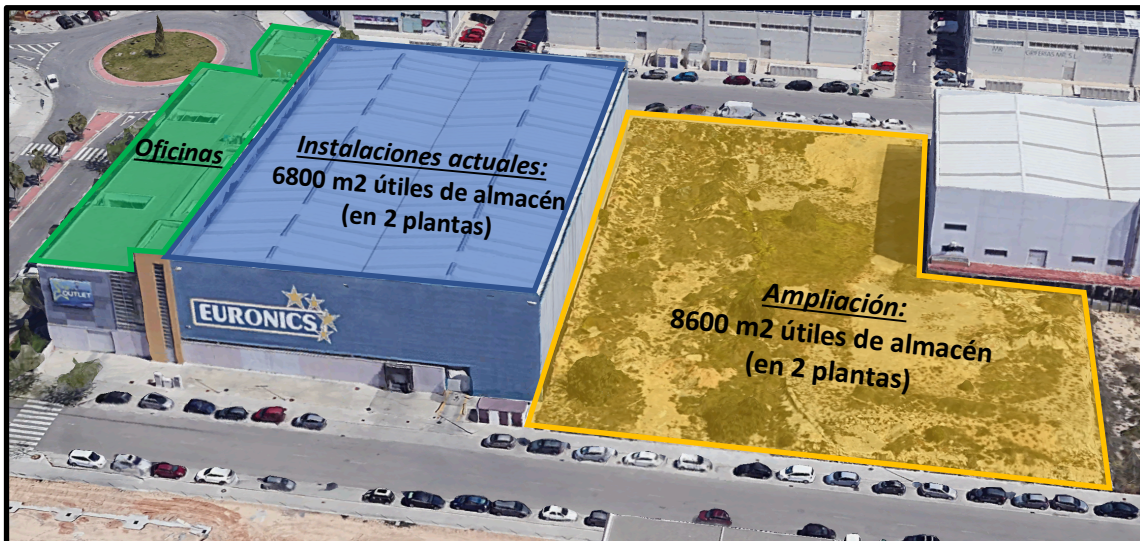 Oficinas
Instalaciones actuales:
6800 m2 útiles de almacén
(en 2 plantas)
Ampliación:
8600 m2 útiles de almacén
(en 2 plantas)
OUTLET
EURONICS